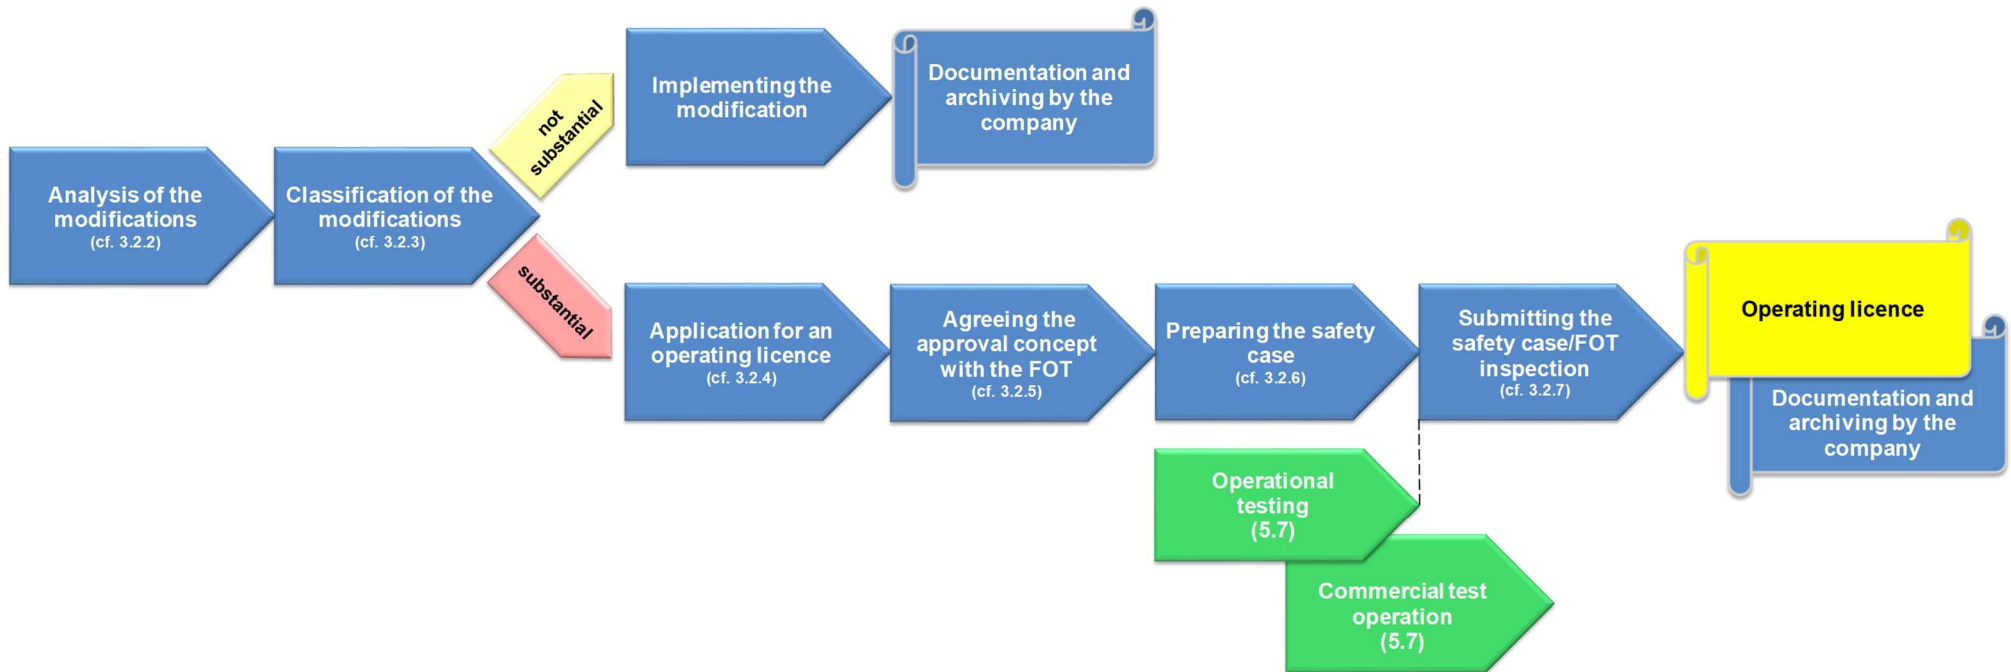 Analysis of the
modifications
(cf. 3.2.2)
Classification of the
modifications
(cf. 3.2.3)
not
substantial
Implementing the
modification
Documentation and
archiving by the
company
substantial
Application for an
operating licence
(cf. 3.2.4)
Agreeing the
approval concept
with the FOT
(cf. 3.2.5)
Preparing the safety
case
(cf. 3.2.6)
Submitting the
safety case/FOT
inspection
(cf. 3.2.7)
Operating licence
Documentation and
archiving by the
company
Operational
testing
(5.7)
Commercial test
operation
(5.7)